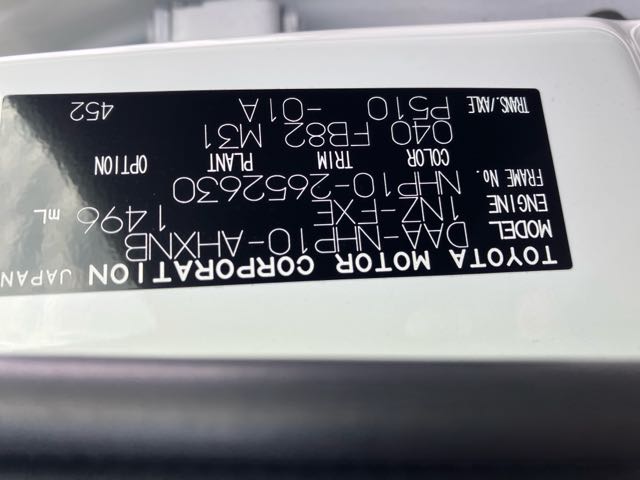 TOYOTA MOTOR CORPORATION JAPAN
MODEL DAA-NHP10-AHXNB
ENGINE 1NZ-FXE 1496 mL
FRAME No. NHP10-2652630
COLOR TRIM PLANT OPTION
040 FB82 M31
TRANS./AXLE P510 -01A 452